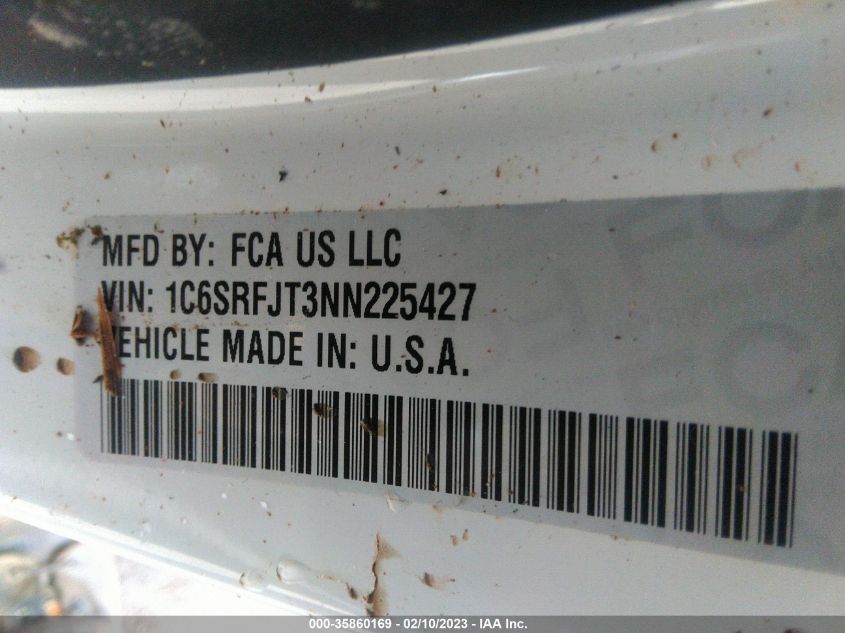 MFD BY: FCA US LLC
VIN: 1C6SRFJT3NN225427
VEHICLE MADE IN: U.S.A.
000-35860169 - 02/10/2023 - IAA Inc.